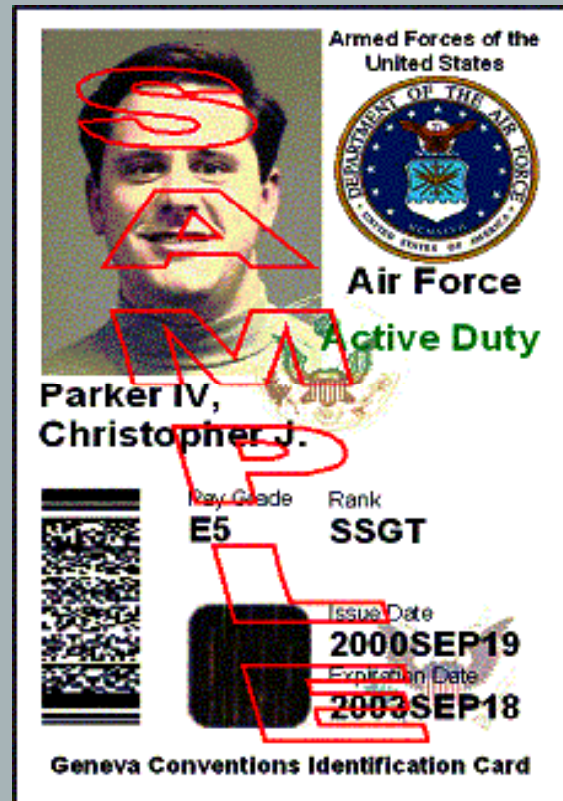 Armed Forces of the
United States
DEPARTMENT OF THE AIR FORCE
UNITED STATES OF AMERICA
Air Force
Active Duty
Parker IV,
Christopher J.
Pay Grade
E5
Rank
SSGT
Issue Date
2000SEP19
Expiration Date
2003SEP18
Geneva Conventions Identification Card
SAMPLE